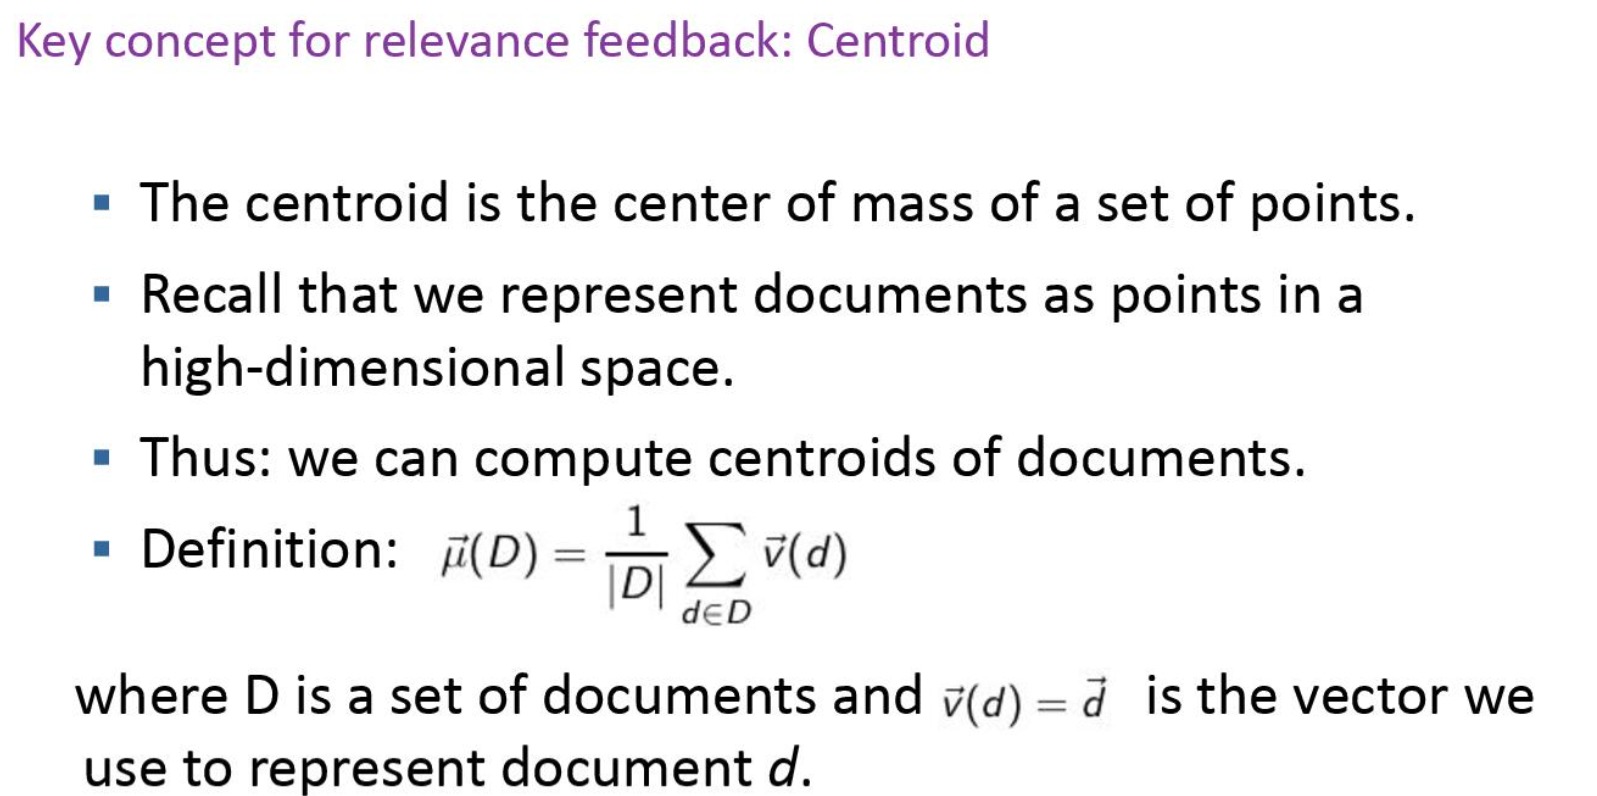 Key concept for relevance feedback: Centroid
▪ The centroid is the center of mass of a set of points.
▪ Recall that we represent documents as points in a
high-dimensional space.
▪ Thus: we can compute centroids of documents.
▪ Definition: $\vec{\mu}(D) = \frac{1}{|D|} \sum_{d \in D} \vec{v}(d)$
where D is a set of documents and $\vec{v}(d) = \vec{d}$ is the vector we
use to represent document d.